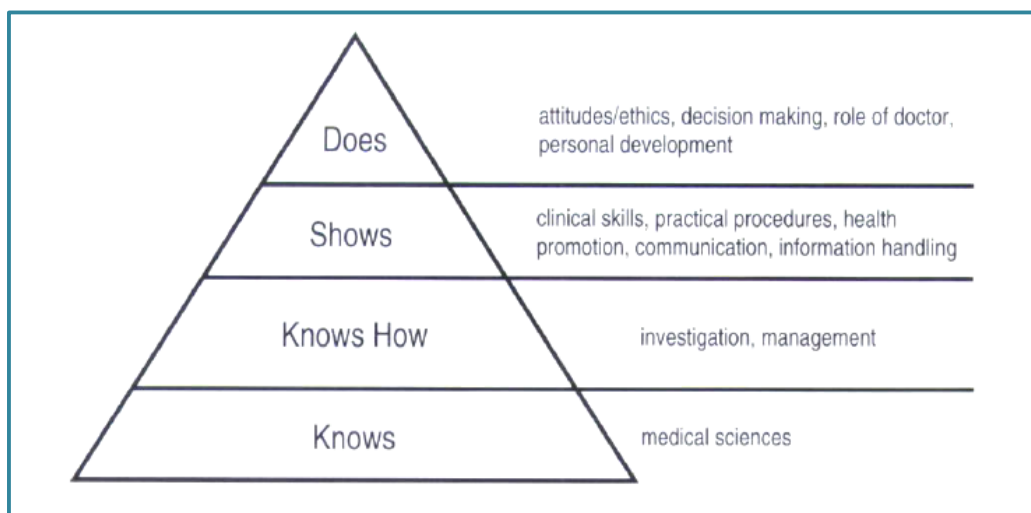 Does
attitudes/ethics, decision making, role of doctor,
personal development
Shows
clinical skills, practical procedures, health
promotion, communication, information handling
Knows How
investigation, management
Knows
medical sciences